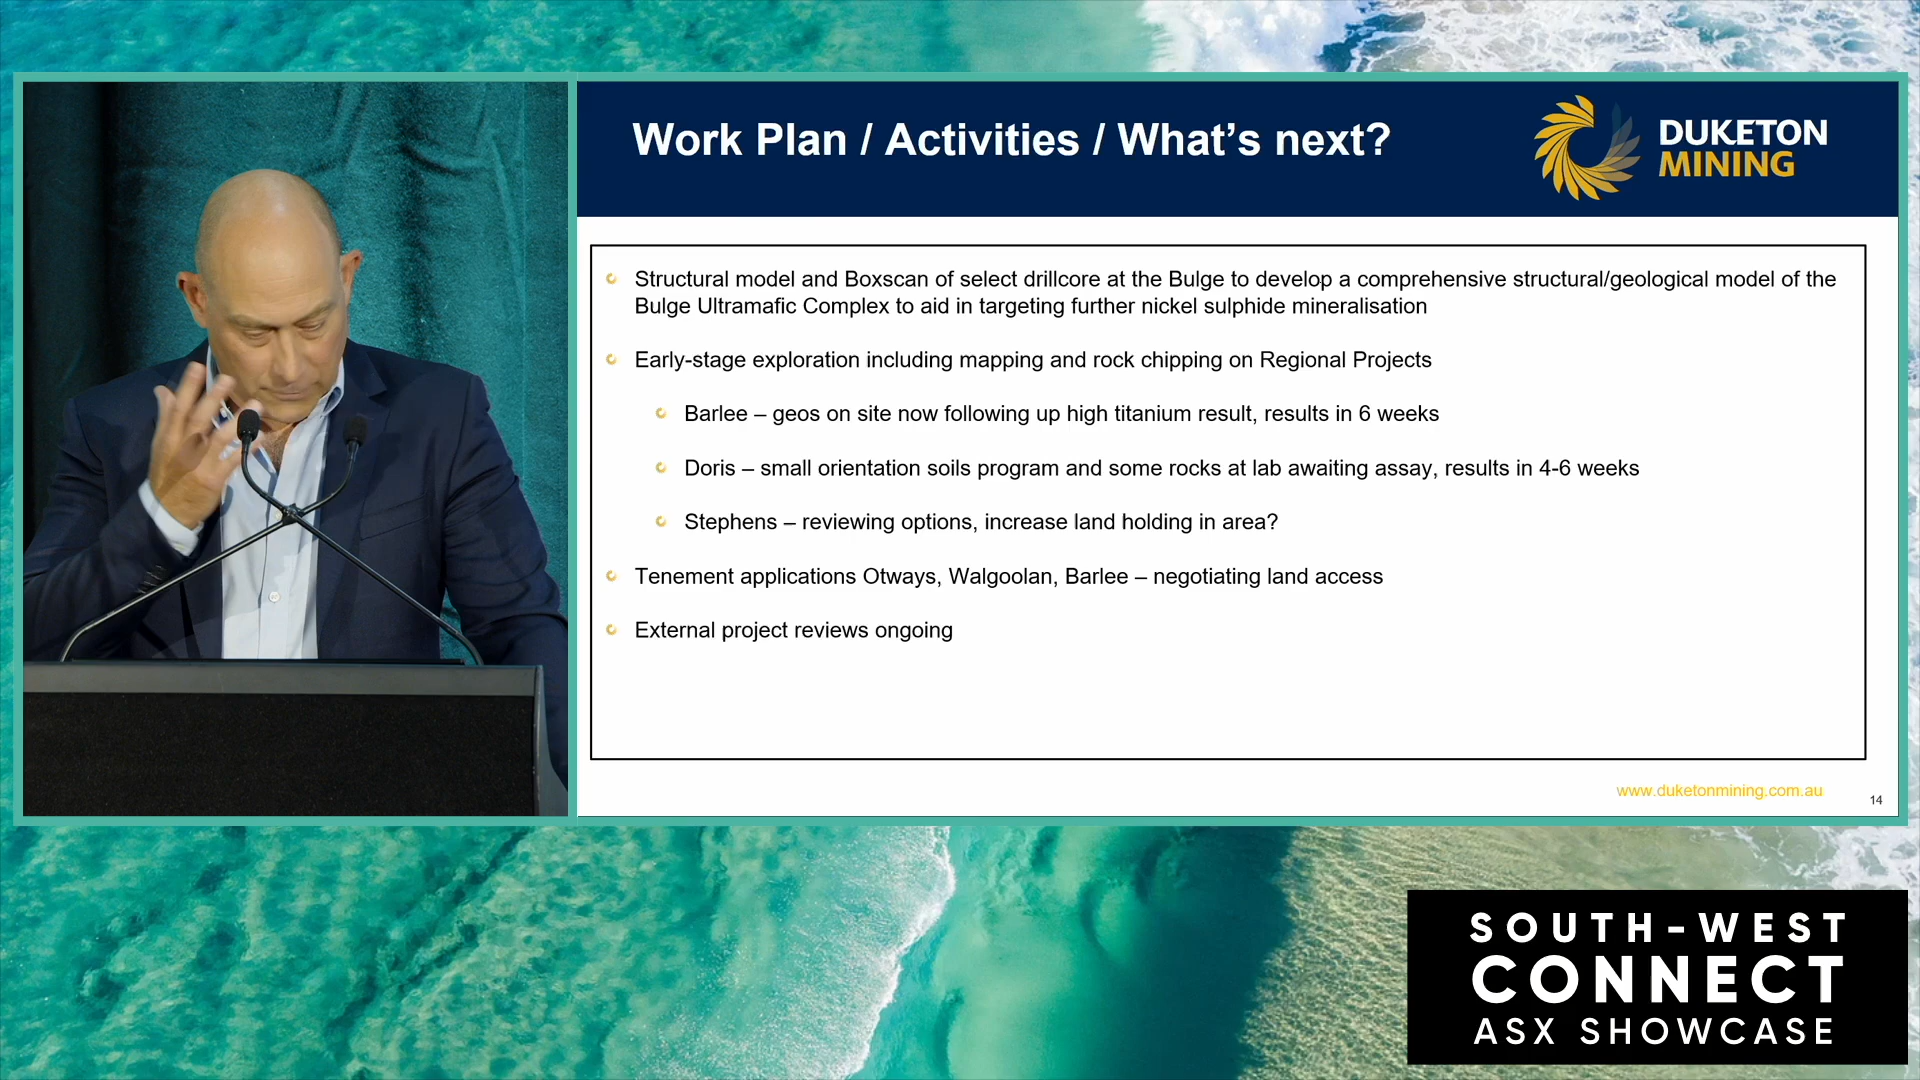 Work Plan / Activities / What's next?
DUKETON
MINING
Structural model and Boxscan of select drillcore at the Bulge to develop a comprehensive structural/geological model of the
Bulge Ultramafic Complex to aid in targeting further nickel sulphide mineralisation
Early-stage exploration including mapping and rock chipping on Regional Projects
Barlee – geos on site now following up high titanium result, results in 6 weeks
Doris – small orientation soils program and some rocks at lab awaiting assay, results in 4-6 weeks
Stephens – reviewing options, increase land holding in area?
Tenement applications Otways, Walgoolan, Barlee – negotiating land access
External project reviews ongoing
www.duketonmining.com.au
14
SOUTH-WEST
CONNECT
ASX SHOWCASE